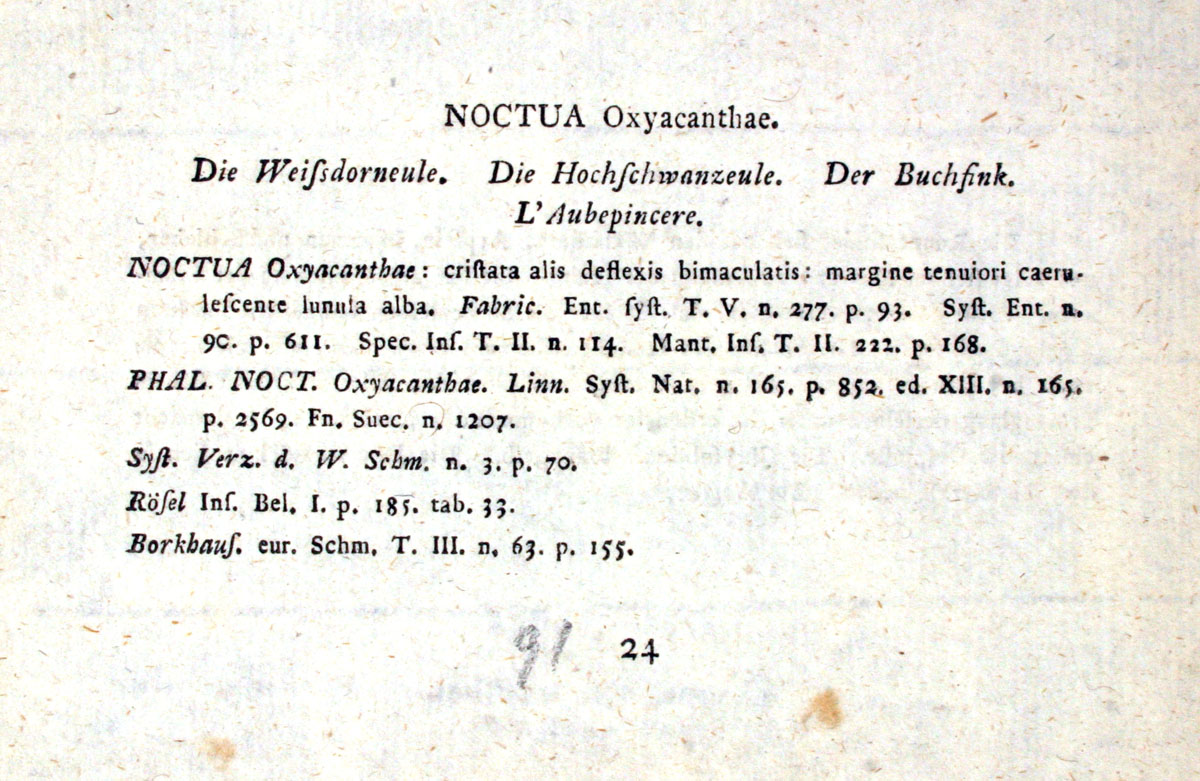 NOCTUA Oxyacanthae.
Die Weiſsdorneule. Die Hochſchwanzeule. Der Buchfink.
L'Aubepincere.
NOCTUA Oxyacanthae: criſtata alis deflexis bimaculatis: margine tenuiori caeru-
leſcente lunula alba. Fabric. Ent. ſyſt. T. V. n. 277. p. 93. Syſt. Ent. n.
90. p. 611. Spec. Inſ. T. II. n. 114. Mant. Inſ. T. II. 222. p. 168.
PHAL. NOCT. Oxyacanthae. Linn. Syſt. Nat. n. 165. p. 852. ed. XIII. n. 165.
p. 2569. Fn. Suec. n. 1207.
Syſt. Verz. d. W. Schm. n. 3. p. 70.
Röſel Inſ. Bel. I. p. 185. tab. 33.
Borkhauſ. eur. Schm. T. III. n. 63. p. 155.
91 24